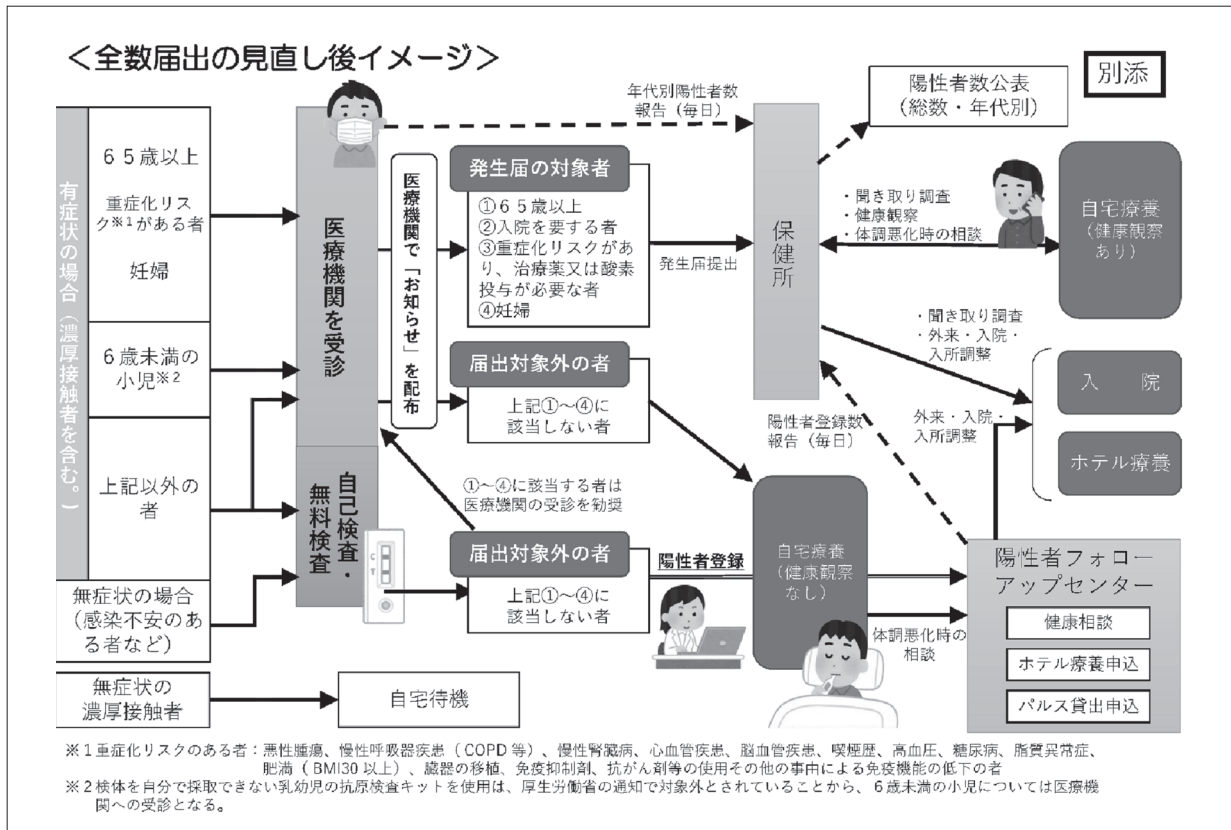 ＜全数届出の見直し後イメージ＞
別添
有症状の場合（濃厚接触者を含む。）
６５歳以上
重症化リス
ク※１がある者
妊婦
６歳未満の
小児※２
上記以外の
者
無症状の場合
（感染不安のあ
る者など）
無症状の
濃厚接触者
医療機関を受診
自己検査・
無料検査
自宅待機
医療機関で「お知らせ」を配布
年代別陽性者数
報告（毎日）
発生届の対象者
①６５歳以上
②入院を要する者
③重症化リスクがあ
り、治療薬又は酸素
投与が必要な者
④妊婦
発生届提出
届出対象外の者
上記①～④に
該当しない者
①～④に該当する者は
医療機関の受診を勧奨
届出対象外の者
上記①～④に
該当しない者
陽性者登録
保健所
陽性者数公表
（総数・年代別）
・聞き取り調査
・健康観察
・体調悪化時の相談
自宅療養
（健康観察
あり）
・聞き取り調査
・外来・入院・
入所調整
陽性者登録数
報告（毎日）
外来・入院・
入所調整
入　院
ホテル療養
自宅療養
（健康観察
なし）
体調悪化時の
相談
陽性者フォロー
アップセンター
健康相談
ホテル療養申込
パルス貸出申込
※１重症化リスクのある者：悪性腫瘍、慢性呼吸器疾患（ COPD 等）、慢性腎臓病、心血管疾患、脳血管疾患、喫煙歴、高血圧、糖尿病、脂質異常症、
肥満（ BMI30 以上）、臓器の移植、免疫抑制剤、抗がん剤等の使用その他の事由による免疫機能の低下の者
※２検体を自分で採取できない乳幼児の抗原検査キットを使用は、厚生労働省の通知で対象外とされていることから、６歳未満の小児については医療機
関への受診となる。